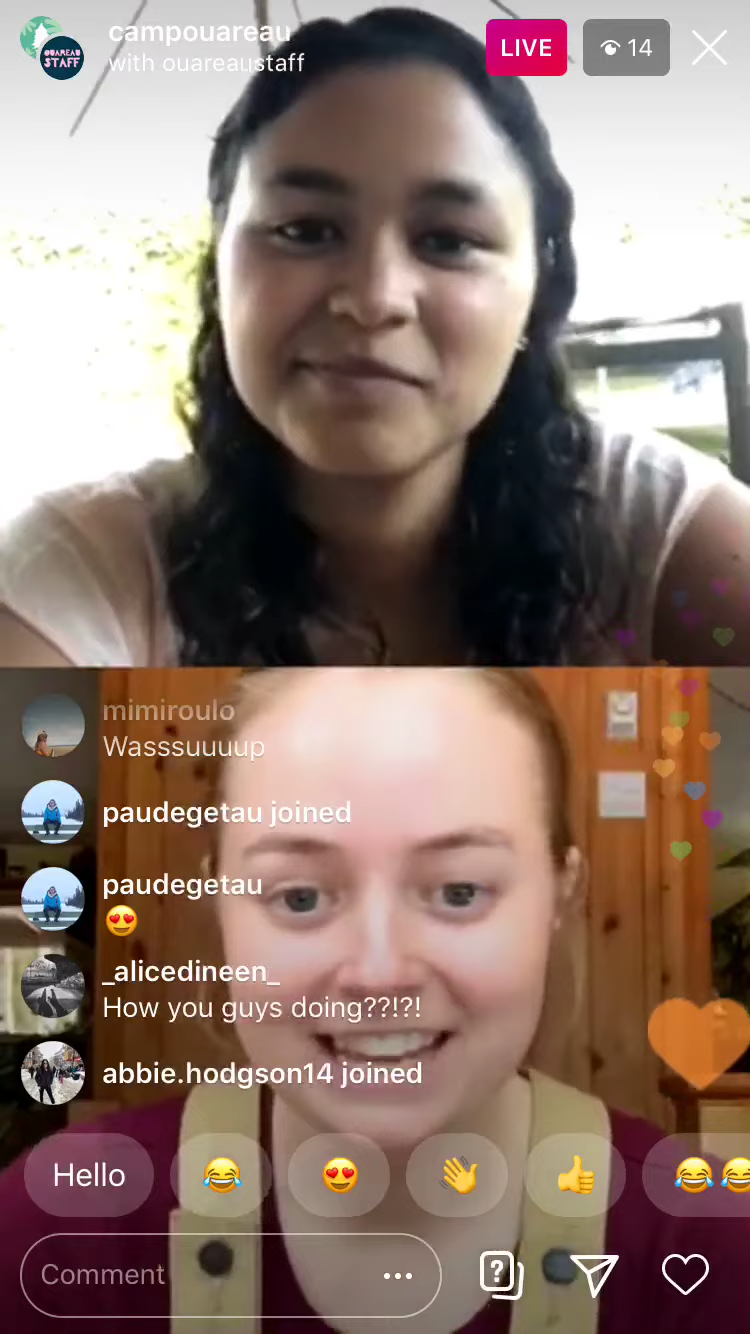 campouareau
with ouareaustaff
OUAREAU
STAFF
LIVE
14
mimiroulo
Wasssuuuup
paudegetau joined
paudegetau
😍
_alicedineen_
How you guys doing??!?!
abbie.hodgson14 joined
Hello 😂 😍 👋 👍 😂😂
Comment
?